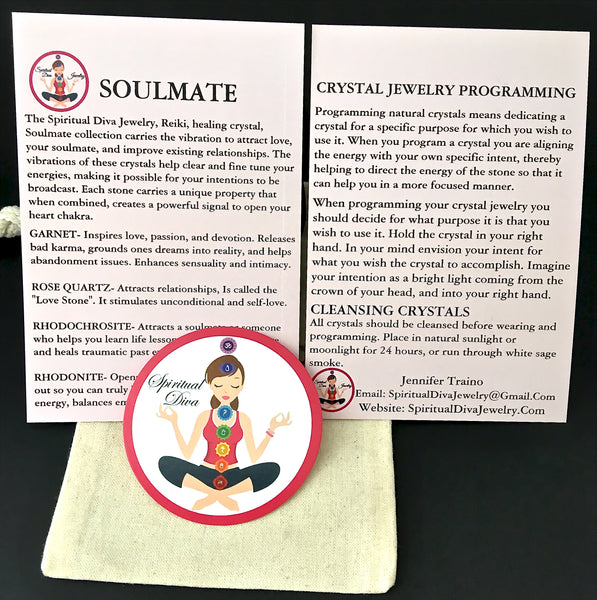 Spiritual Diva Jewelry
SOULMATE
The Spiritual Diva Jewelry, Reiki, healing crystal,
Soulmate collection carries the vibration to attract love,
your soulmate, and improve existing relationships. The
vibrations of these crystals help clear and fine tune your
energies, making it possible for your intentions to be
broadcast. Each stone carries a unique property that
when combined, creates a powerful signal to open your
heart chakra.
GARNET- Inspires love, passion, and devotion. Releases
bad karma, grounds ones dreams into reality, and helps
abandonment issues. Enhances sensuality and intimacy.
ROSE QUARTZ- Attracts relationships, Is called the
"Love Stone". It stimulates unconditional and self-love.
RHODOCHROSITE- Attracts a soulmate or someone
who helps you learn life
and heals traumatic past
RHODONITE-
out so you can truly
energy, balances
Spiritual
Diva
CRYSTAL JEWELRY PROGRAMMING
Programming natural crystals means dedicating a
crystal for a specific purpose for which you wish to
use it. When you program a crystal you are aligning
the energy with your own specific intent, thereby
helping to direct the energy of the stone so that it
can help you in a more focused manner.
When programming your crystal jewelry you
should decide for what purpose it is that you
wish to use it. Hold the crystal in your right
hand. In your mind envision your intent for
what you wish the crystal to accomplish. Imagine
your intention as a bright light coming from the
crown of your head, and into your right hand.
CLEANSING CRYSTALS
All crystals should be cleansed before wearing and
programming. Place in natural sunlight or
moonlight for 24 hours, or run through white sage
smoke.
Jennifer Traino
Email: SpiritualDivaJewelry@Gmail.Com
Website: SpiritualDivaJewelry.Com